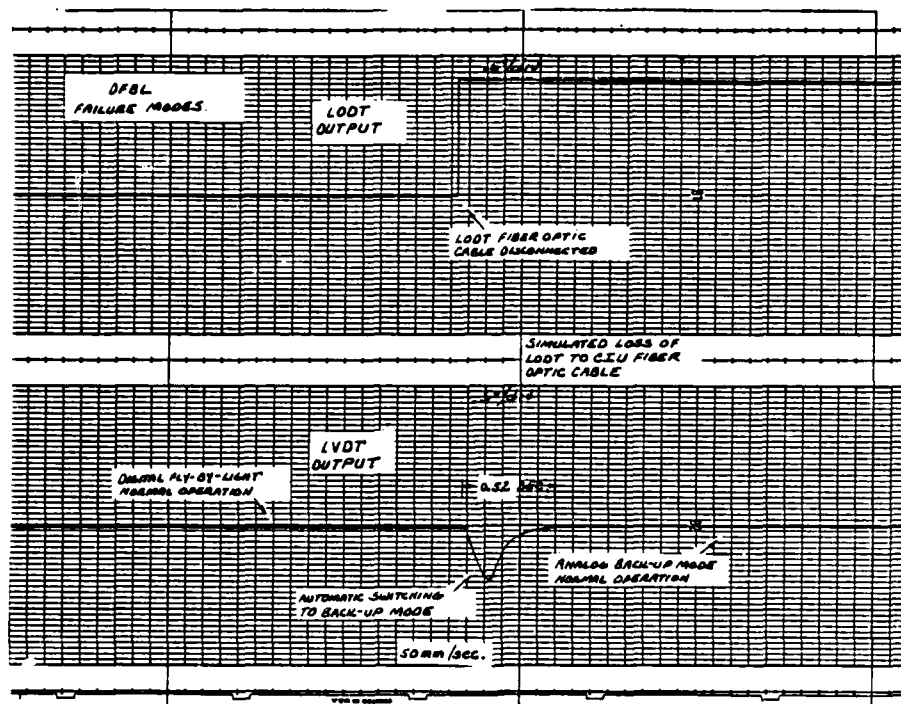 DFBL
FAILURE MODES.
LODT
OUTPUT
LODT FIBER OPTIC
CABLE DISCONNECTED
SIMULATED LOSS OF
LODT TO CIU FIBER
OPTIC CABLE
LVDT
OUTPUT
DIGITAL FLY-BY-LIGHT
NORMAL OPERATION
0.52 SEC.
ANALOG BACK-UP MODE
NORMAL OPERATION
AUTOMATIC SWITCHING
TO BACK-UP MODE
50mm/sec.